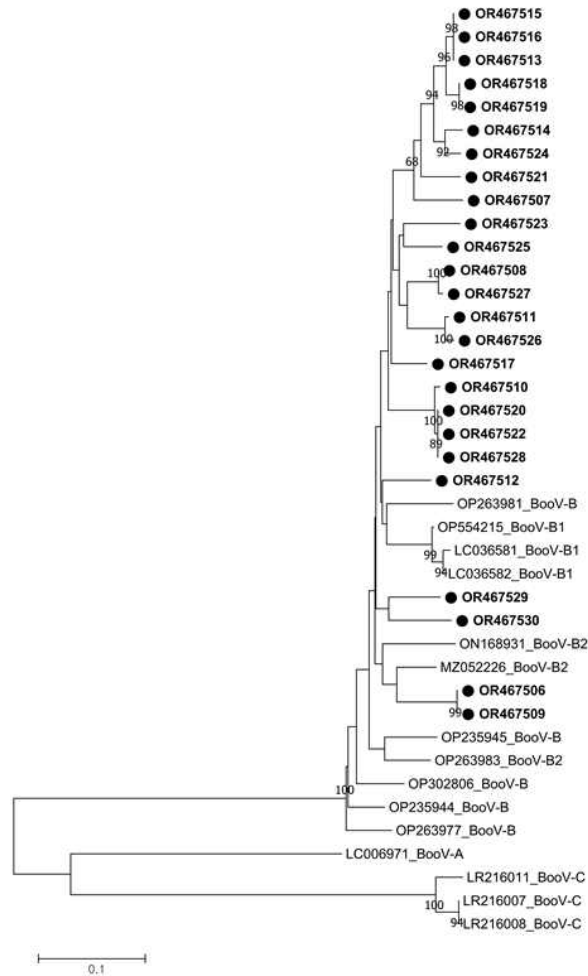 98
OR467515
OR467516
96
OR467513
OR467518
94
98
OR467519
OR467514
92
OR467524
68
OR467521
OR467507
OR467523
OR467525
100
OR467508
OR467527
OR467511
100
OR467526
OR467517
OR467510
OR467520
100
OR467522
89
OR467528
OR467512
OP263981_BooV-B
OP554215_BooV-B1
99
LC036581_BooV-B1
94
LC036582_BooV-B1
OR467529
OR467530
ON168931_BooV-B2
MZ052226_BooV-B2
OR467506
99
OR467509
OP235945_BooV-B
OP263983_BooV-B2
OP302806_BooV-B
100
OP235944_BooV-B
OP263977_BooV-B
LC006971_BooV-A
LR216011_BooV-C
100
LR216007_BooV-C
94
LR216008_BooV-C
0.1